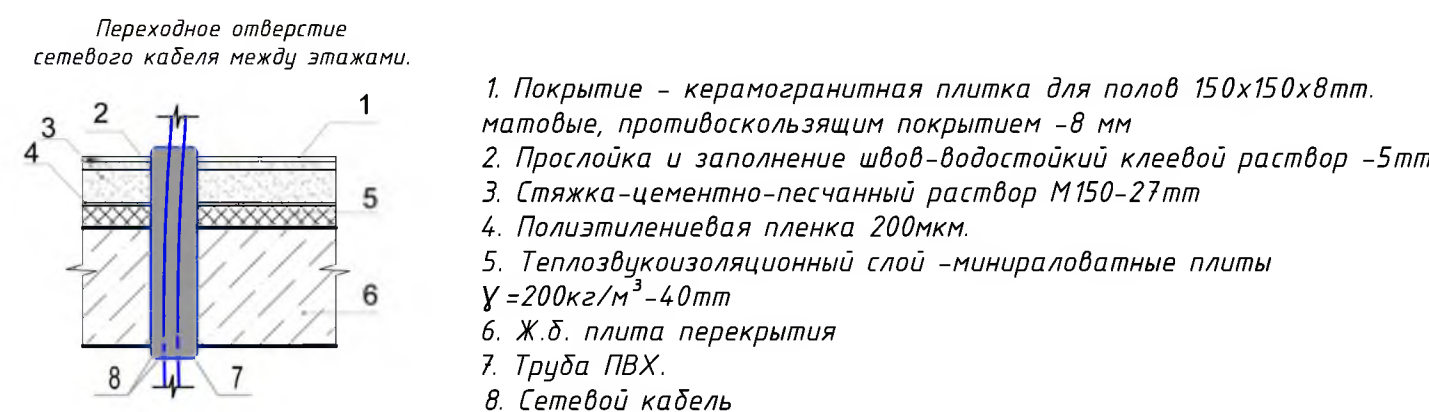 Переходное отверстие
сетевого кабеля между этажами.
1
2
3
4
5
6
8
7
1. Покрытие - керамогранитная плитка для полов 150х150х8mm.
матовые, противоскользящим покрытием -8 мм
2. Прослойка и заполнение швов-водостойкий клеевой раствор -5mm
3. Стяжка-цементно-песчанный раствор М150-27mm
4. Полиэтилениевая пленка 200мкм.
5. Теплозвукоизоляционный слой -минираловатные плиты
γ =200кг/м³-40mm
6. Ж.б. плита перекрытия
7. Труба ПВХ.
8. Сетевой кабель